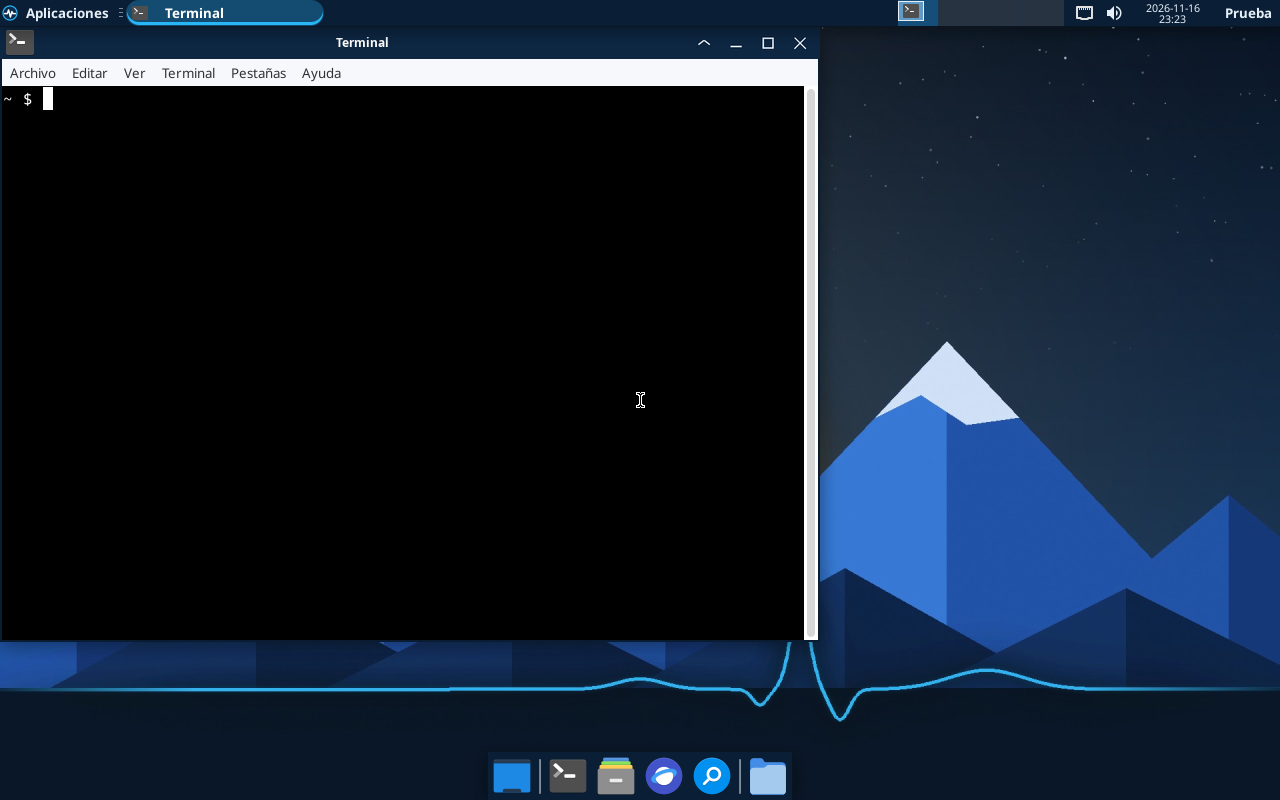 Aplicaciones
Terminal
2026-11-16
23:23
Prueba
Terminal
Archivo Editar Ver Terminal Pestañas Ayuda
~ $